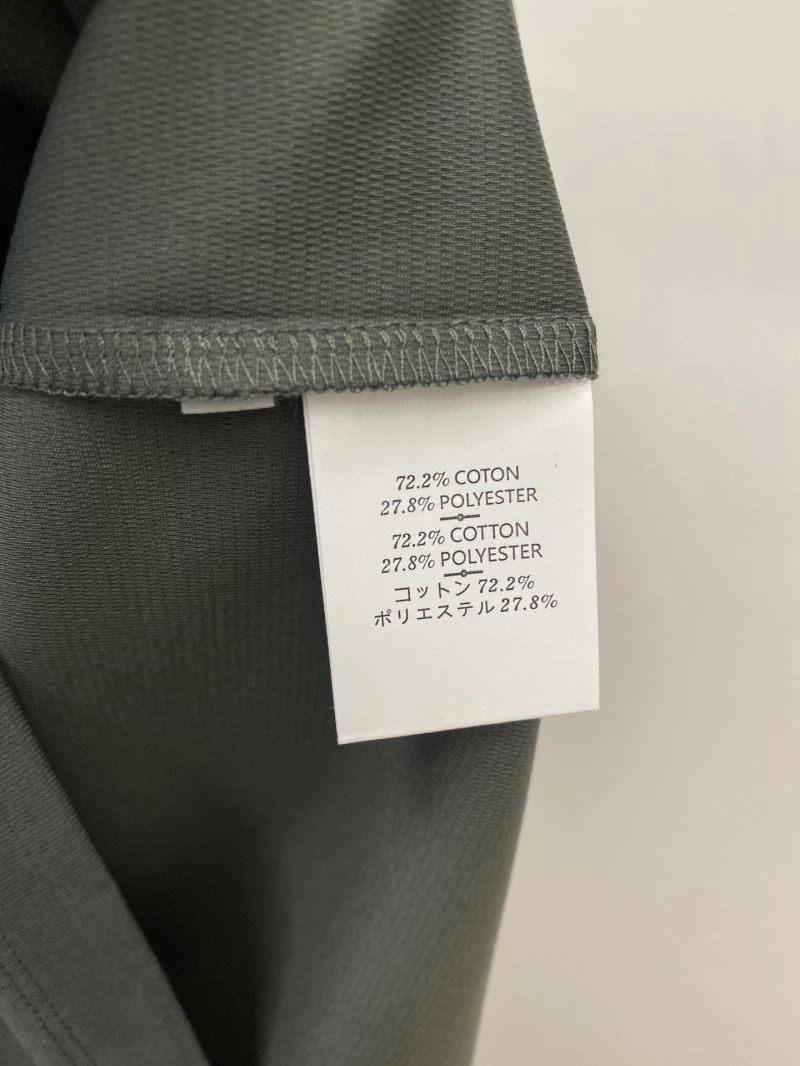 72.2% COTON
27.8% POLYESTER
72.2% COTTON
27.8% POLYESTER
コットン 72.2%
ポリエステル 27.8%